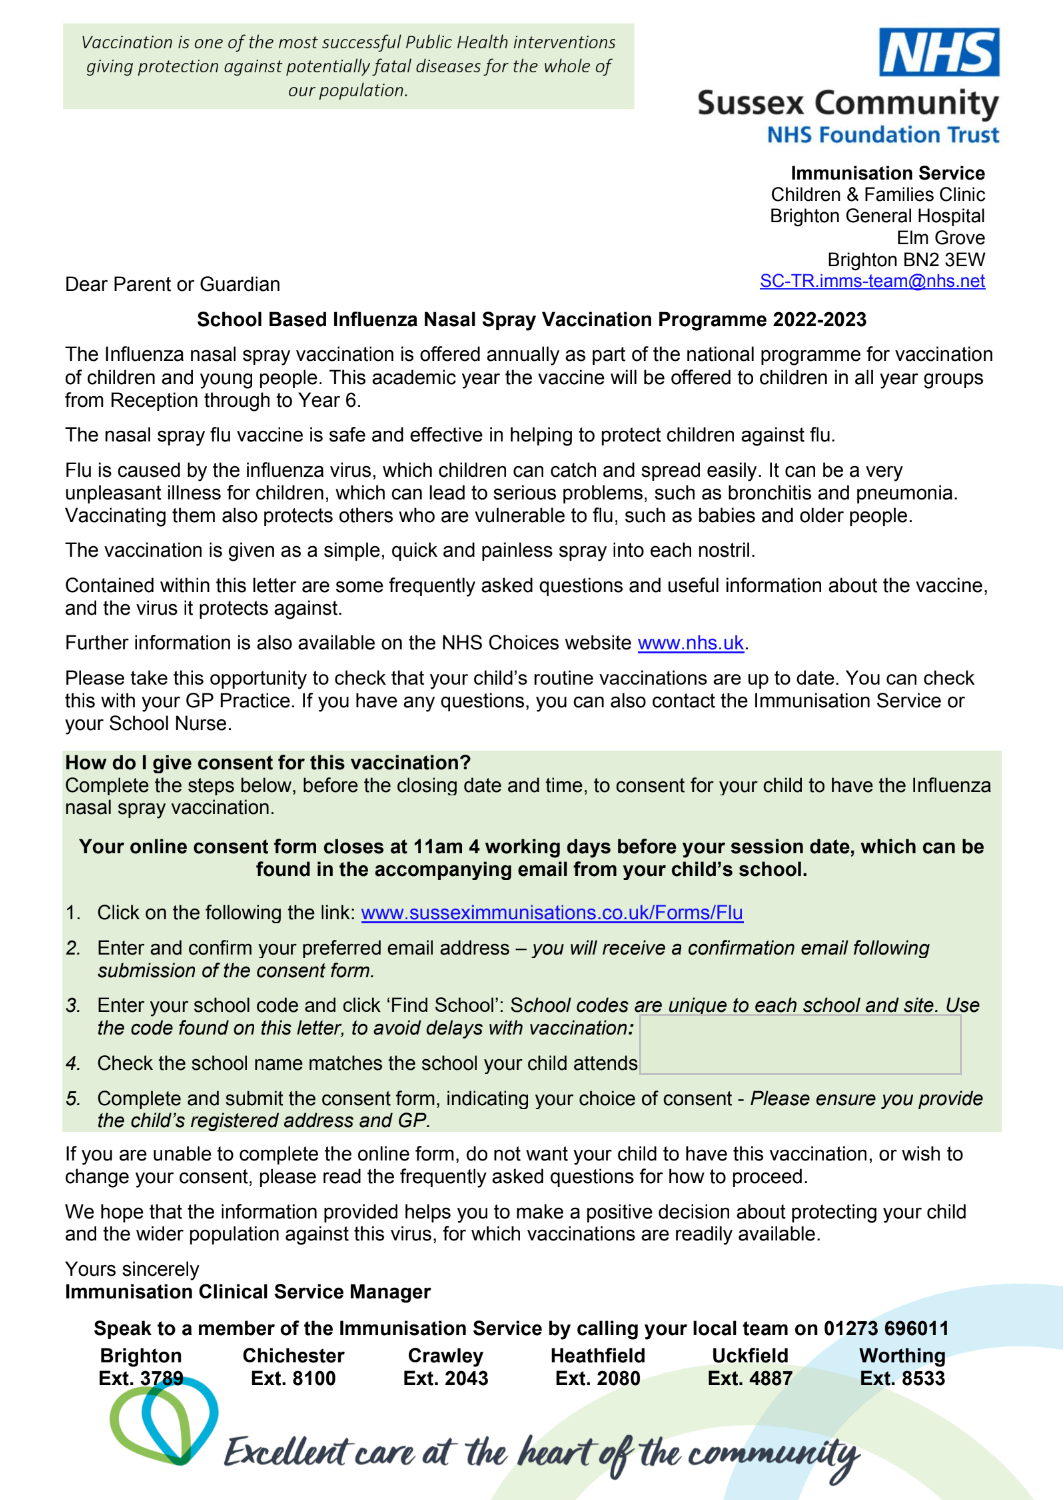 Vaccination is one of the most successful Public Health interventions
giving protection against potentially fatal diseases for the whole of
our population.
NHS
Sussex Community
NHS Foundation Trust
Immunisation Service
Children & Families Clinic
Brighton General Hospital
Elm Grove
Brighton BN2 3EW
SC-TR.imms-team@nhs.net
Dear Parent or Guardian
School Based Influenza Nasal Spray Vaccination Programme 2022-2023
The Influenza nasal spray vaccination is offered annually as part of the national programme for vaccination
of children and young people. This academic year the vaccine will be offered to children in all year groups
from Reception through to Year 6.
The nasal spray flu vaccine is safe and effective in helping to protect children against flu.
Flu is caused by the influenza virus, which children can catch and spread easily. It can be a very
unpleasant illness for children, which can lead to serious problems, such as bronchitis and pneumonia.
Vaccinating them also protects others who are vulnerable to flu, such as babies and older people.
The vaccination is given as a simple, quick and painless spray into each nostril.
Contained within this letter are some frequently asked questions and useful information about the vaccine,
and the virus it protects against.
Further information is also available on the NHS Choices website www.nhs.uk.
Please take this opportunity to check that your child's routine vaccinations are up to date. You can check
this with your GP Practice. If you have any questions, you can also contact the Immunisation Service or
your School Nurse.
How do I give consent for this vaccination?
Complete the steps below, before the closing date and time, to consent for your child to have the Influenza
nasal spray vaccination.
Your online consent form closes at 11am 4 working days before your session date, which can be
found in the accompanying email from your child's school.
1. Click on the following the link: www.susseximmunisations.co.uk/Forms/Flu
2. Enter and confirm your preferred email address – you will receive a confirmation email following
submission of the consent form.
3. Enter your school code and click 'Find School': School codes are unique to each school and site. Use
the code found on this letter, to avoid delays with vaccination:
4. Check the school name matches the school your child attends
5. Complete and submit the consent form, indicating your choice of consent - Please ensure you provide
the child's registered address and GP.
If you are unable to complete the online form, do not want your child to have this vaccination, or wish to
change your consent, please read the frequently asked questions for how to proceed.
We hope that the information provided helps you to make a positive decision about protecting your child
and the wider population against this virus, for which vaccinations are readily available.
Yours sincerely
Immunisation Clinical Service Manager
Speak to a member of the Immunisation Service by calling your local team on 01273 696011
Brighton Chichester Crawley Heathfield Uckfield Worthing
Ext. 3789 Ext. 8100 Ext. 2043 Ext. 2080 Ext. 4887 Ext. 8533
Excellent care at the heart of the community